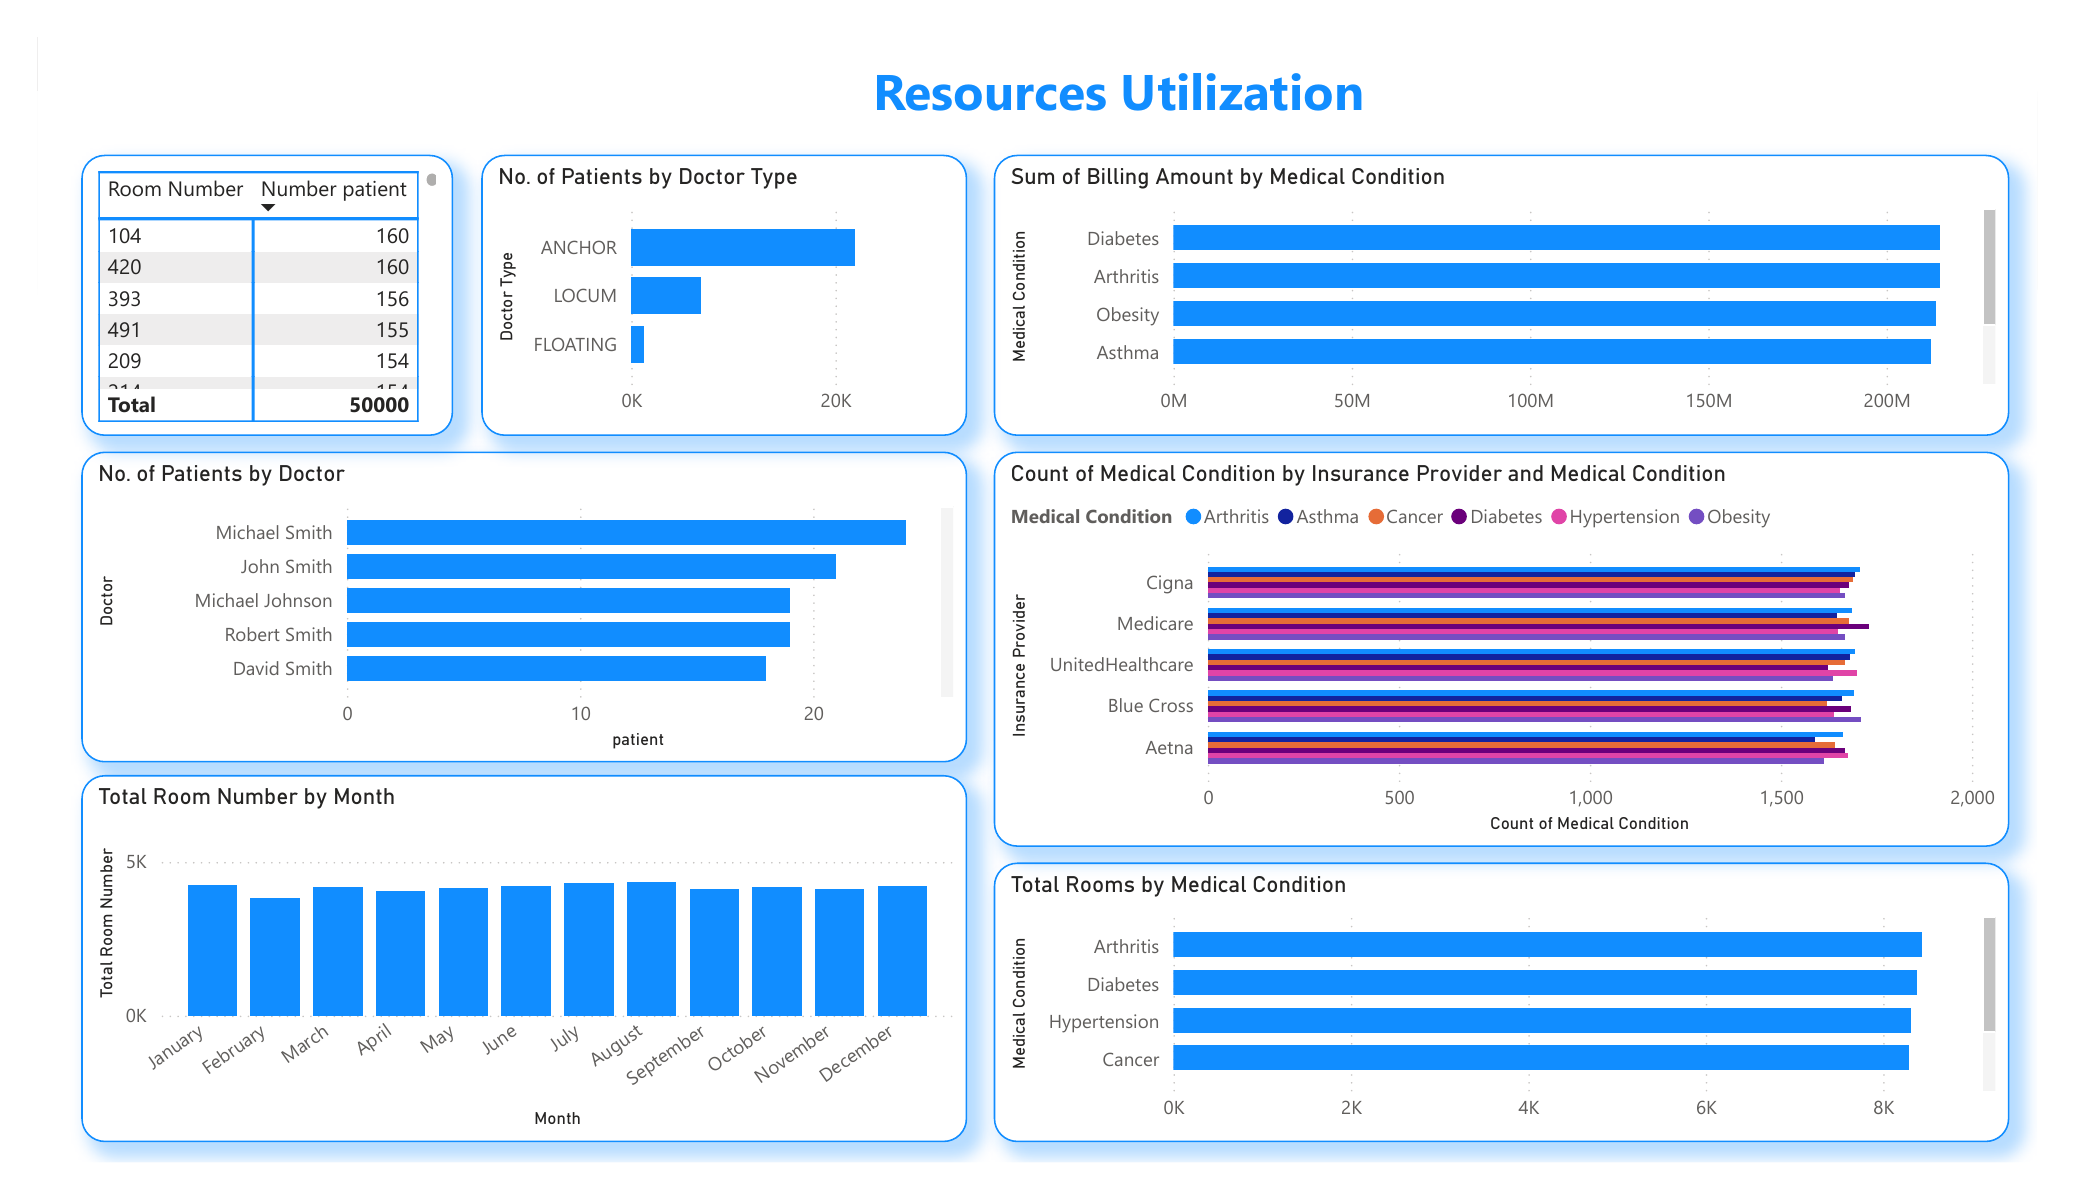 Resources Utilization
Room Number Number patient
104 160
420 160
393 156
491 155
209 154
Total 50000
No. of Patients by Doctor Type
Doctor Type
ANCHOR
LOCUM
FLOATING
0K 20K
Sum of Billing Amount by Medical Condition
Medical Condition
Diabetes
Arthritis
Obesity
Asthma
0M 50M 100M 150M 200M
No. of Patients by Doctor
Doctor
Michael Smith
John Smith
Michael Johnson
Robert Smith
David Smith
0 10 20
patient
Count of Medical Condition by Insurance Provider and Medical Condition
Medical Condition Arthritis Asthma Cancer Diabetes Hypertension Obesity
Insurance Provider
Cigna
Medicare
UnitedHealthcare
Blue Cross
Aetna
0 500 1,000 1,500 2,000
Count of Medical Condition
Total Room Number by Month
Total Room Number
5K
0K
January February March April May June July August September October November December
Month
Total Rooms by Medical Condition
Medical Condition
Arthritis
Diabetes
Hypertension
Cancer
0K 2K 4K 6K 8K